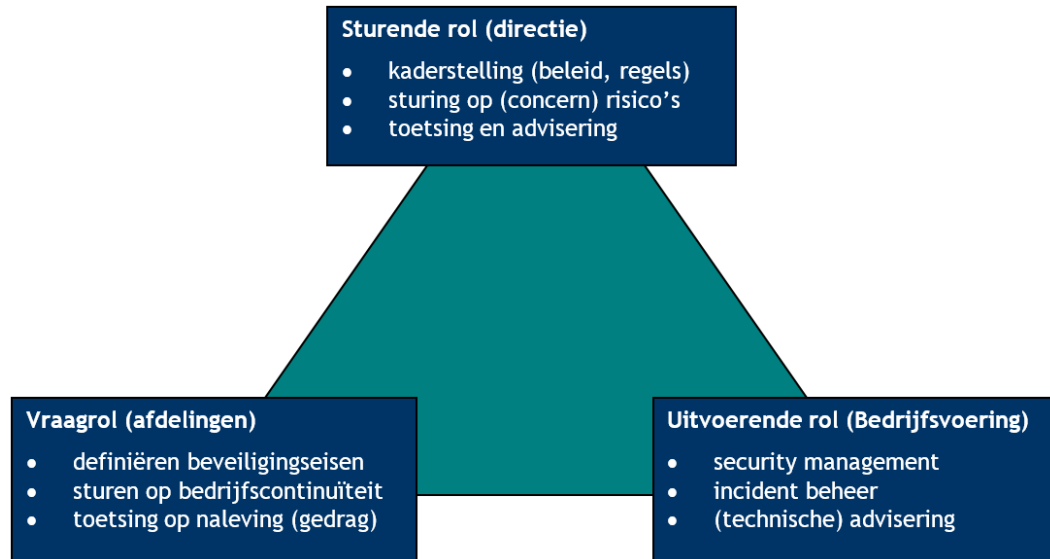 Sturende rol (directie)
• kaderstelling (beleid, regels)
• sturing op (concern) risico’s
• toetsing en advisering
Vraagrol (afdelingen)
• definiëren beveiligingseisen
• sturen op bedrijfscontinuïteit
• toetsing op naleving (gedrag)
Uitvoerende rol (Bedrijfsvoering)
• security management
• incident beheer
• (technische) advisering